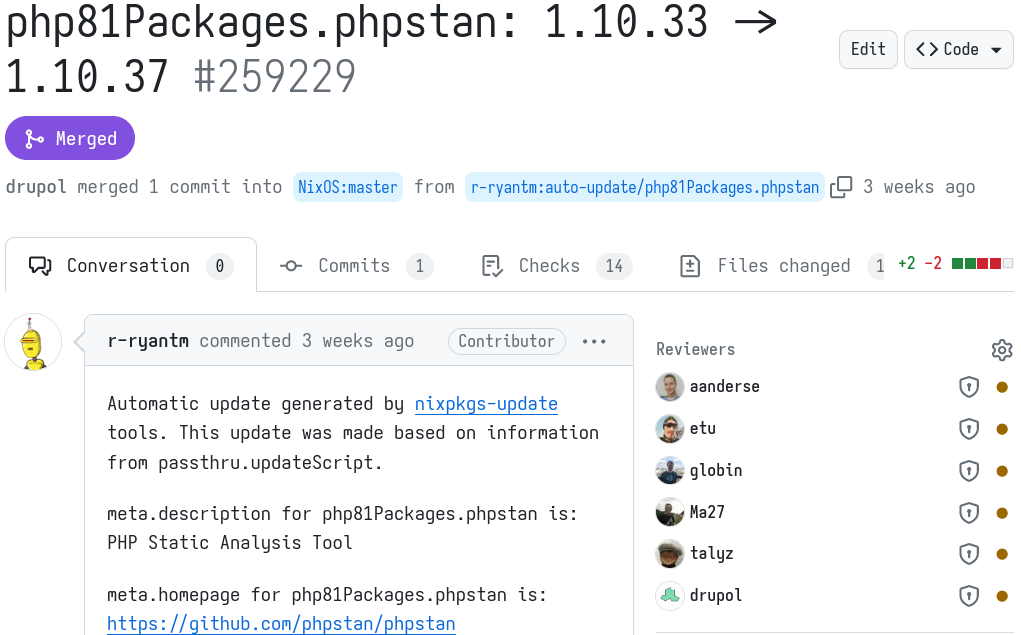 php81Packages.phpstan: 1.10.33 →
1.10.37 #259229
Edit
Code
Merged
drupol merged 1 commit into NixOS:master from r-ryantm:auto-update/php81Packages.phpstan 3 weeks ago
Conversation 0 Commits 1 Checks 14 Files changed 1 +2 −2
r-ryantm commented 3 weeks ago Contributor ...
Automatic update generated by nixpkgs-update
tools. This update was made based on information
from passthru.updateScript.
meta.description for php81Packages.phpstan is:
PHP Static Analysis Tool
meta.homepage for php81Packages.phpstan is:
https://github.com/phpstan/phpstan
Reviewers
aanderse
etu
globin
Ma27
talyz
drupol